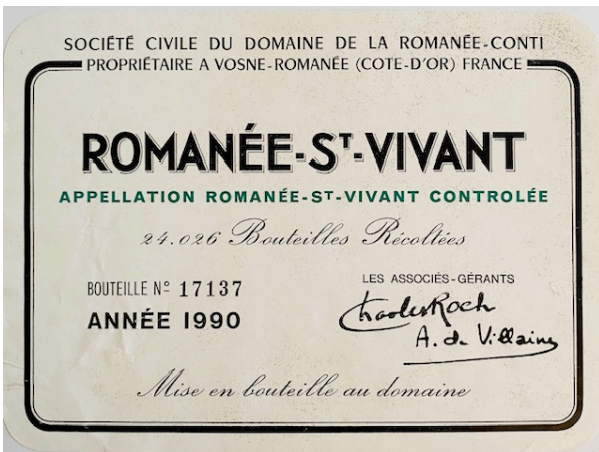 SOCIÉTÉ CIVILE DU DOMAINE DE LA ROMANÉE-CONTI
PROPRIÉTAIRE A VOSNE-ROMANÉE (COTE-D'OR) FRANCE
ROMANÉE-ST-VIVANT
APPELLATION ROMANÉE-ST-VIVANT CONTROLÉE
24.026 Bouteilles Récoltées
BOUTEILLE Nº 17137
LES ASSOCIÉS-GÉRANTS
ANNÉE 1990
Charles Roch
A. de Villaine
Mise en bouteille au domaine